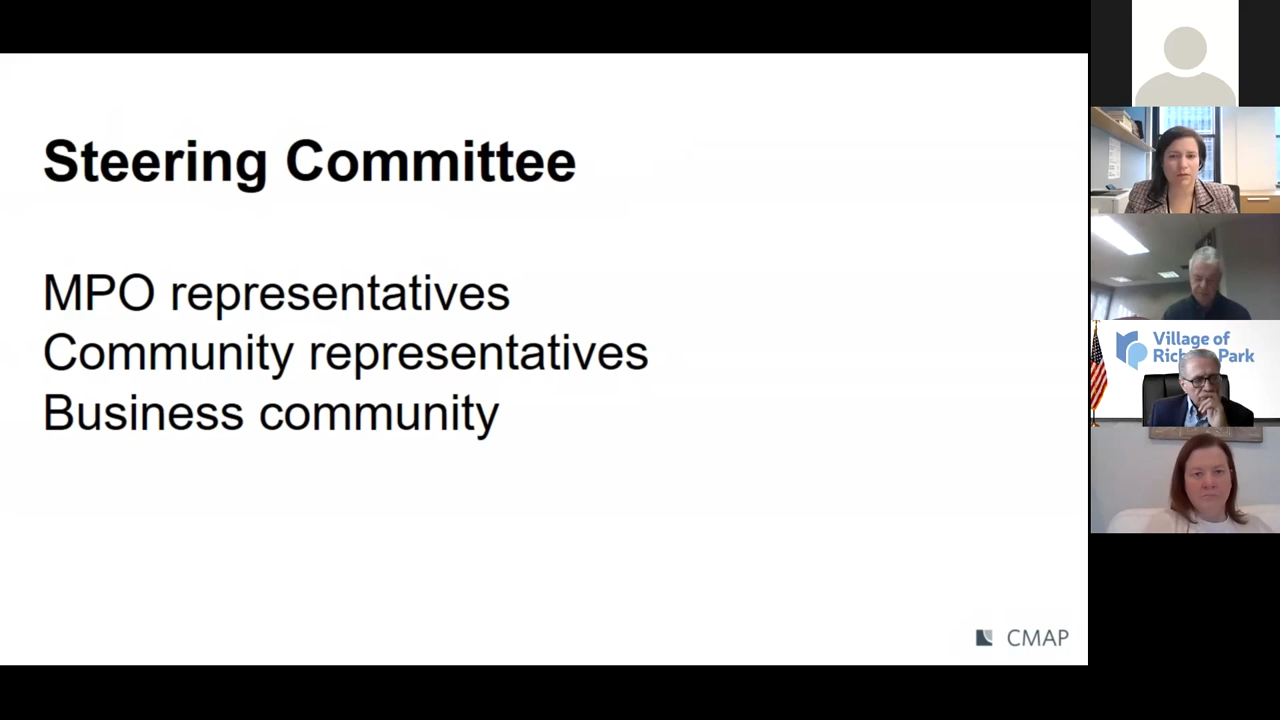 Steering Committee
MPO representatives
Community representatives
Business community
CMAP
Village of
Park